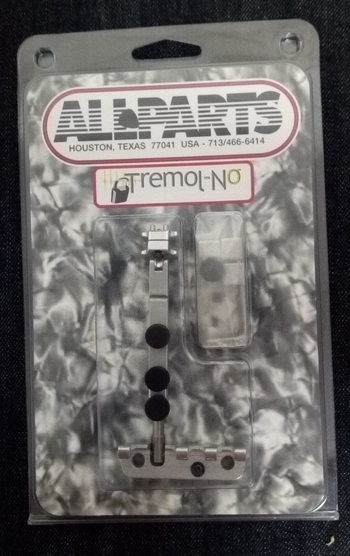 ALLPARTS
HOUSTON, TEXAS 77041 USA - 713/466-6414
Tremol-No